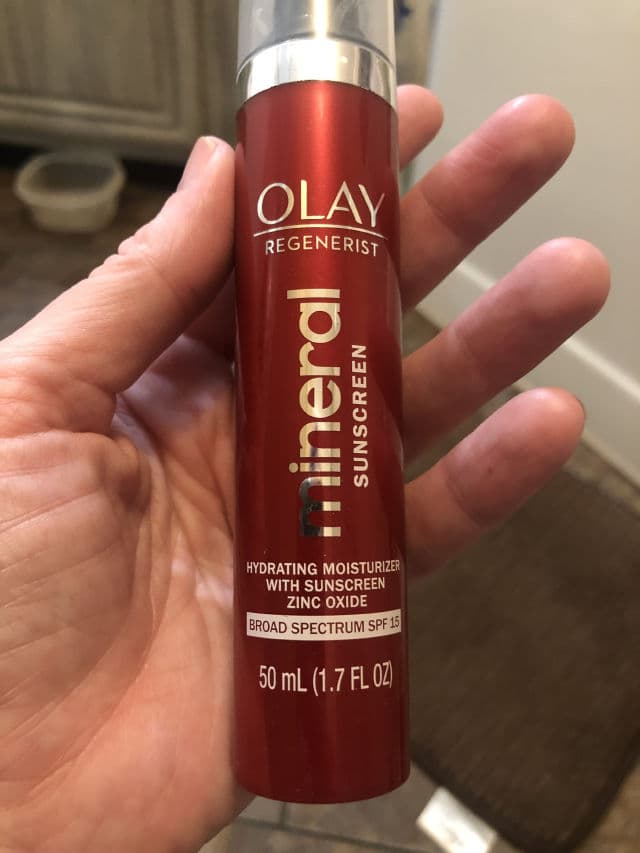 OLAY
REGENERIST
mineral
SUNSCREEN
HYDRATING MOISTURIZER
WITH SUNSCREEN
ZINC OXIDE
BROAD SPECTRUM SPF 15
50 mL (1.7 FL OZ)